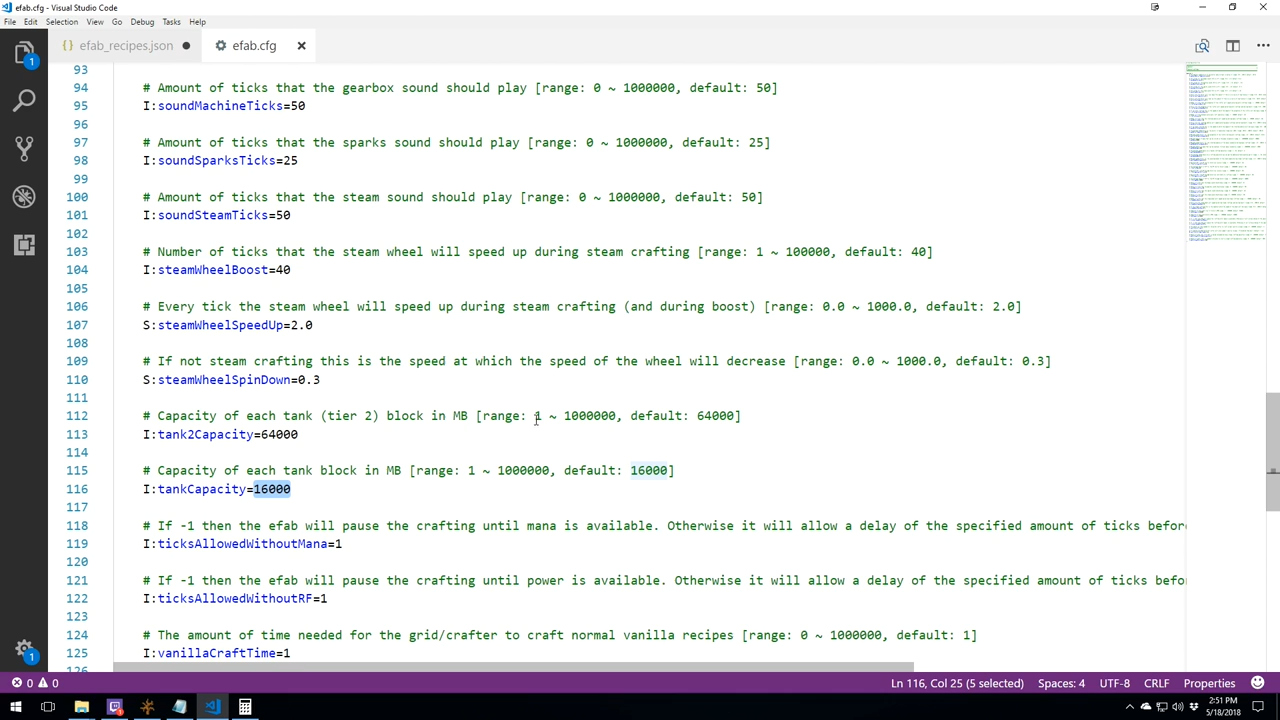 efab.cfg - Visual Studio Code
File Edit Selection View Go Debug Tasks Help
efab_recipes.json
efab.cfg
93
94 # Amount of ticks that the gearbox sound should play [range: 0 ~ 1000000, default: 50]
95 I:soundMachineTicks=50
96
97 # Amount of ticks that the sparks sound should play [range: 0 ~ 1000000, default: 25]
98 I:soundSparksTicks=25
99
100 # Amount of ticks that the steam sound should play [range: 0 ~ 1000000, default: 50]
101 I:soundSteamTicks=50
102
103 # Number of ticks that the steam wheel will speed up during steam crafting [range: 1 ~ 100000, default: 40]
104 I:steamWheelBoost=40
105
106 # Every tick the steam wheel will speed up during steam crafting (and during boost) [range: 0.0 ~ 1000.0, default: 2.0]
107 S:steamWheelSpeedUp=2.0
108
109 # If not steam crafting this is the speed at which the speed of the wheel will decrease [range: 0.0 ~ 1000.0, default: 0.3]
110 S:steamWheelSpinDown=0.3
111
112 # Capacity of each tank (tier 2) block in MB [range: 1 ~ 1000000, default: 64000]
113 I:tank2Capacity=64000
114
115 # Capacity of each tank block in MB [range: 1 ~ 1000000, default: 16000]
116 I:tankCapacity=16000
117
118 # If -1 then the efab will pause the crafting until mana is available. Otherwise it will allow a delay of the specified amount of ticks before
119 I:ticksAllowedWithoutMana=1
120
121 # If -1 then the efab will pause the crafting until power is available. Otherwise it will allow a delay of the specified amount of ticks befo
122 I:ticksAllowedWithoutRF=1
123
124 # The amount of time needed for the grid/crafter to craft normal vanilla recipes [range: 0 ~ 1000000, default: 1]
125 I:vanillaCraftTime=1
126
1
1
0 0
Ln 116, Col 25 (5 selected) Spaces: 4 UTF-8 CRLF Properties
2:51 PM
5/18/2018